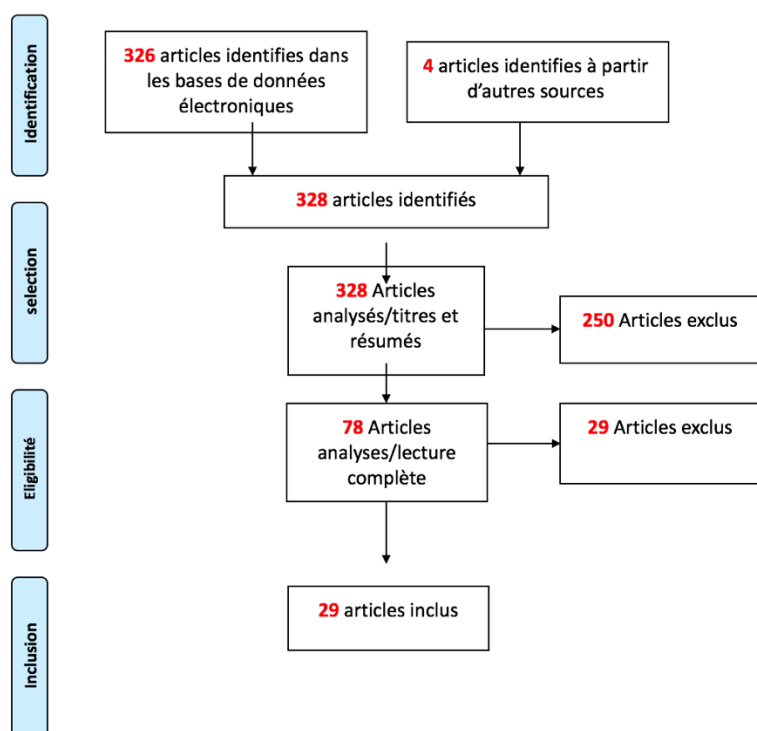 Identification
326 articles identifies dans
les bases de données
électroniques
4 articles identifies à partir
d'autres sources
328 articles identifiés
selection
328 Articles
analysés/titres et
résumés
250 Articles exclus
Eligibilité
78 Articles
analyses/lecture
complète
29 Articles exclus
Inclusion
29 articles inclus